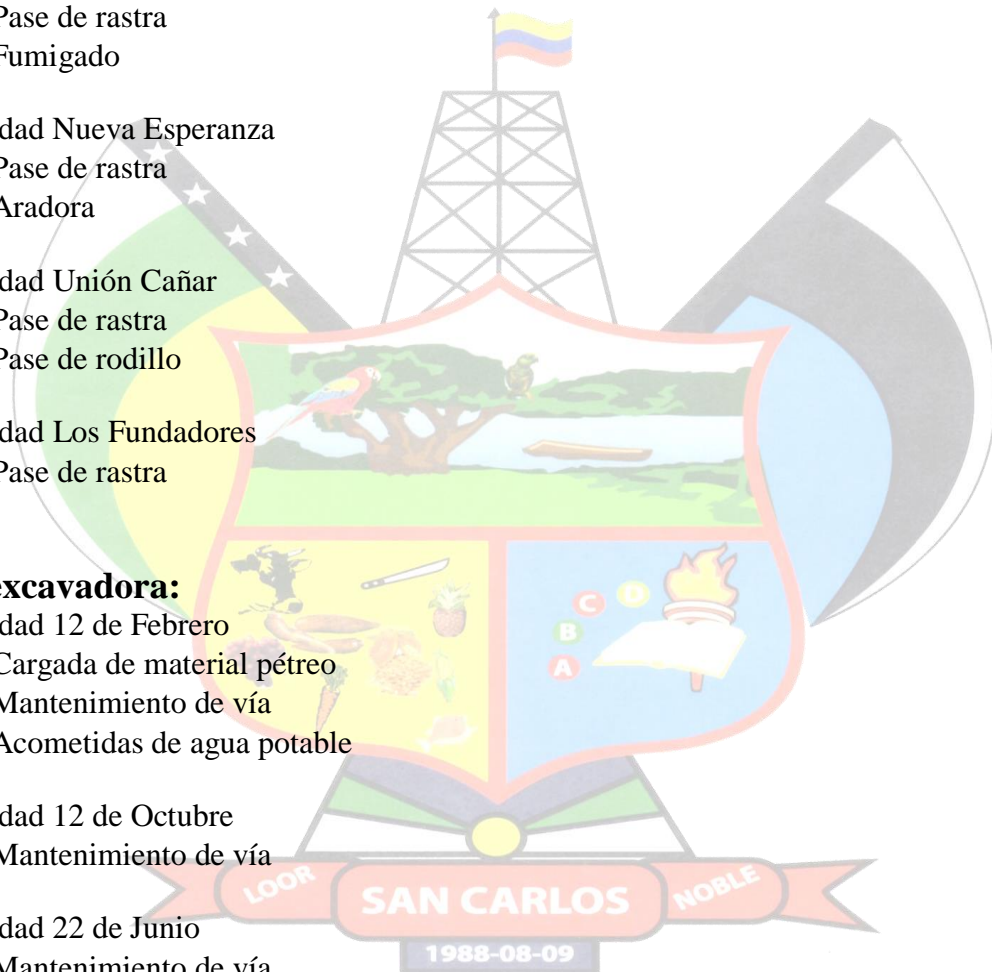 Pase de rastra
Fumigado
dad Nueva Esperanza
Pase de rastra
Aradora
dad Unión Cañar
Pase de rastra
Pase de rodillo
dad Los Fundadores
Pase de rastra
excavadora:
dad 12 de Febrero
Cargada de material pétreo
Mantenimiento de vía
Acometidas de agua potable
dad 12 de Octubre
Mantenimiento de vía
dad 22 de Junio
Mantenimiento de vía
C D
B
A
LOOR SAN CARLOS NOBLE
1988-08-09